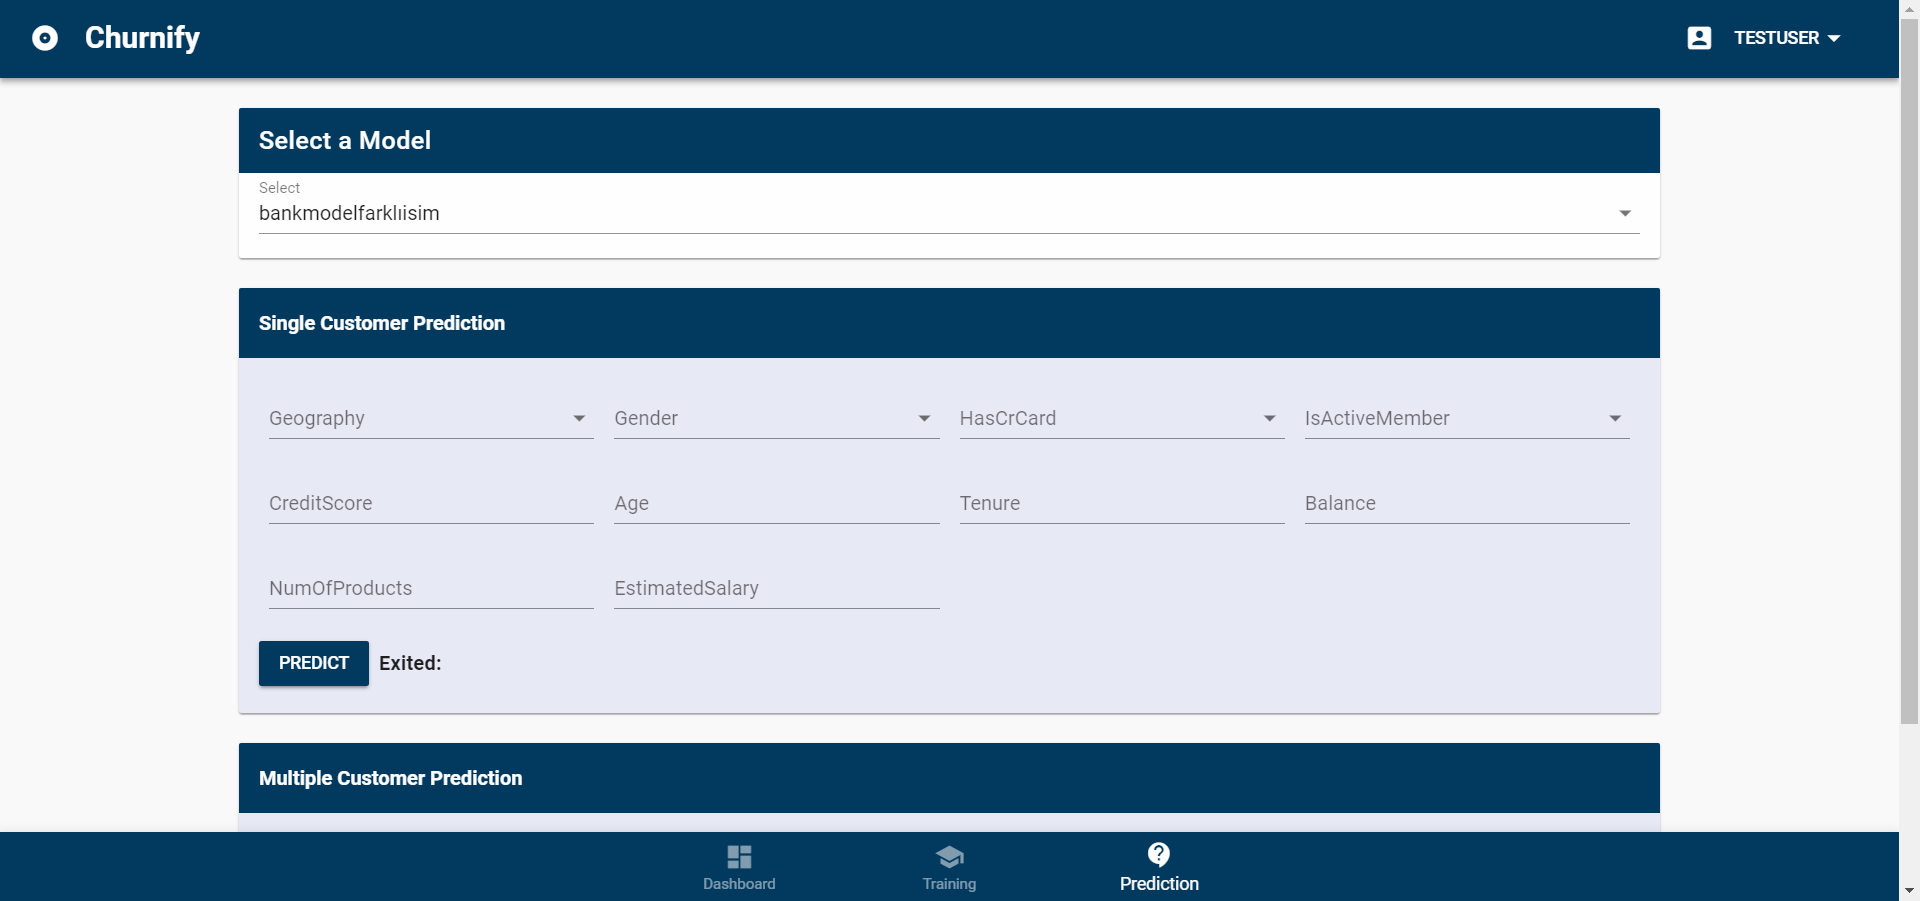 Churnify
TESTUSER
Select a Model
Select
bankmodelfarklıisim
Single Customer Prediction
Geography Gender HasCrCard IsActiveMember
CreditScore Age Tenure Balance
NumOfProducts EstimatedSalary
PREDICT Exited:
Multiple Customer Prediction
Dashboard Training Prediction